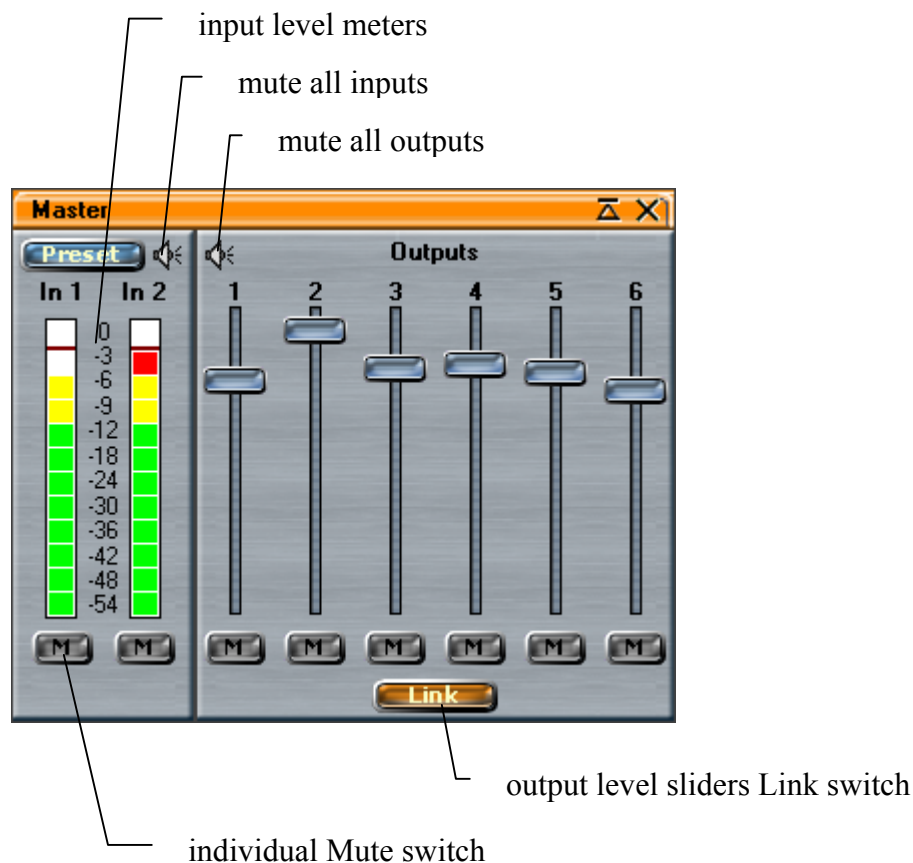 input level meters
mute all inputs
mute all outputs
Master
Preset
Outputs
In 1 In 2
1 2 3 4 5 6
0
-3
-6
-9
-12
-18
-24
-30
-36
-42
-48
-54
M M M M M M M M
Link
output level sliders Link switch
individual Mute switch